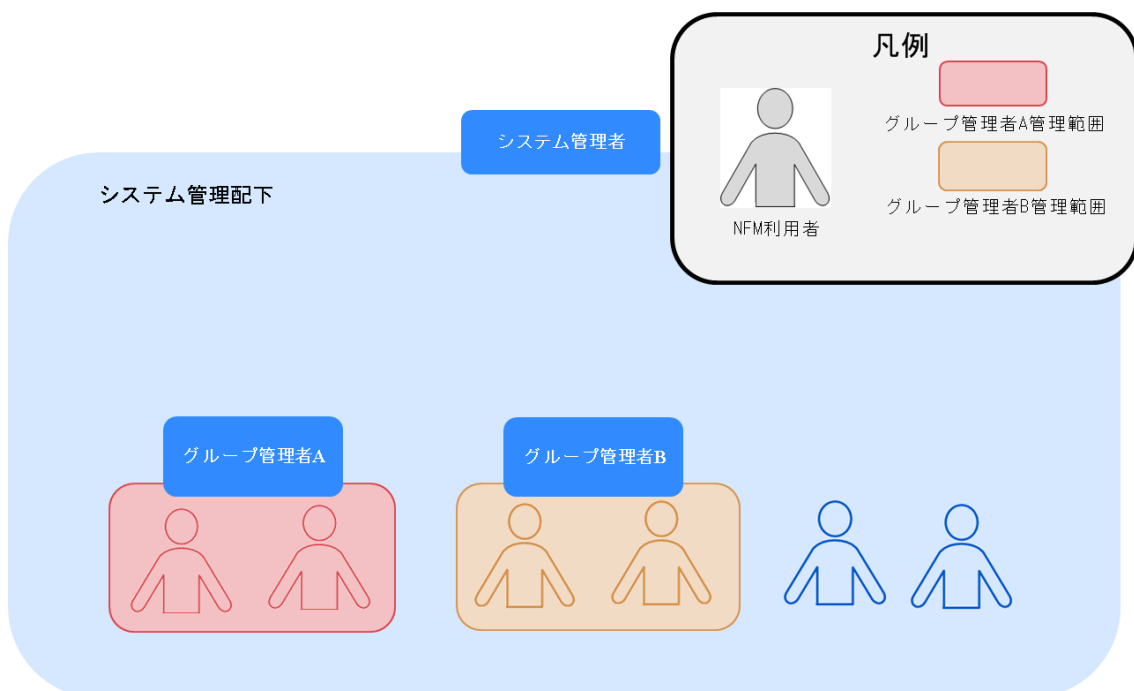 凡例
グループ管理者A管理範囲
グループ管理者B管理範囲
NFM利用者
システム管理者
システム管理配下
グループ管理者A
グループ管理者B